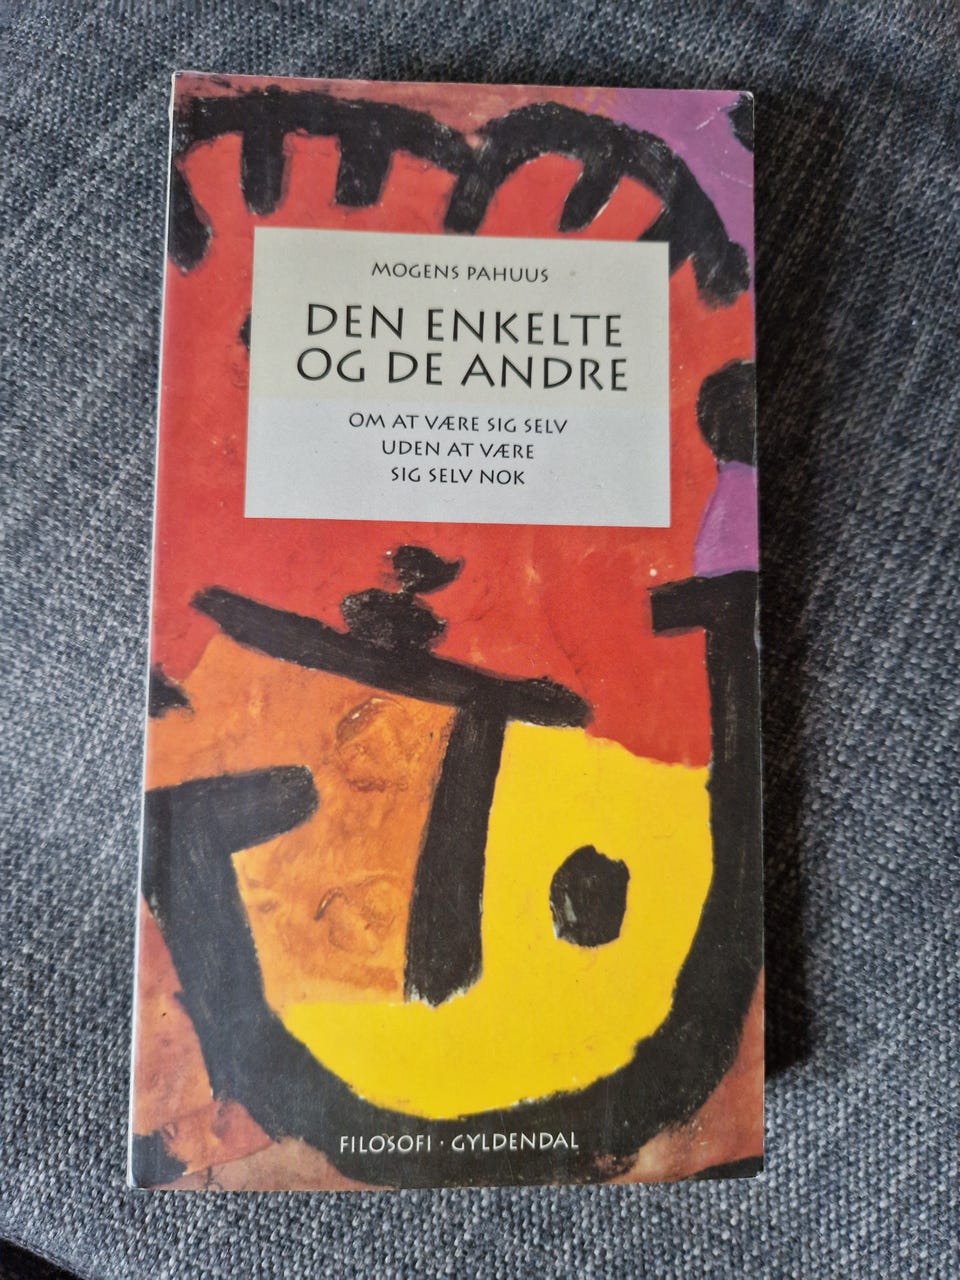 MOGENS PAHUUS
DEN ENKELTE
OG DE ANDRE
OM AT VÆRE SIG SELV
UDEN AT VÆRE
SIG SELV NOK
FILOSOFI · GYLDENDAL